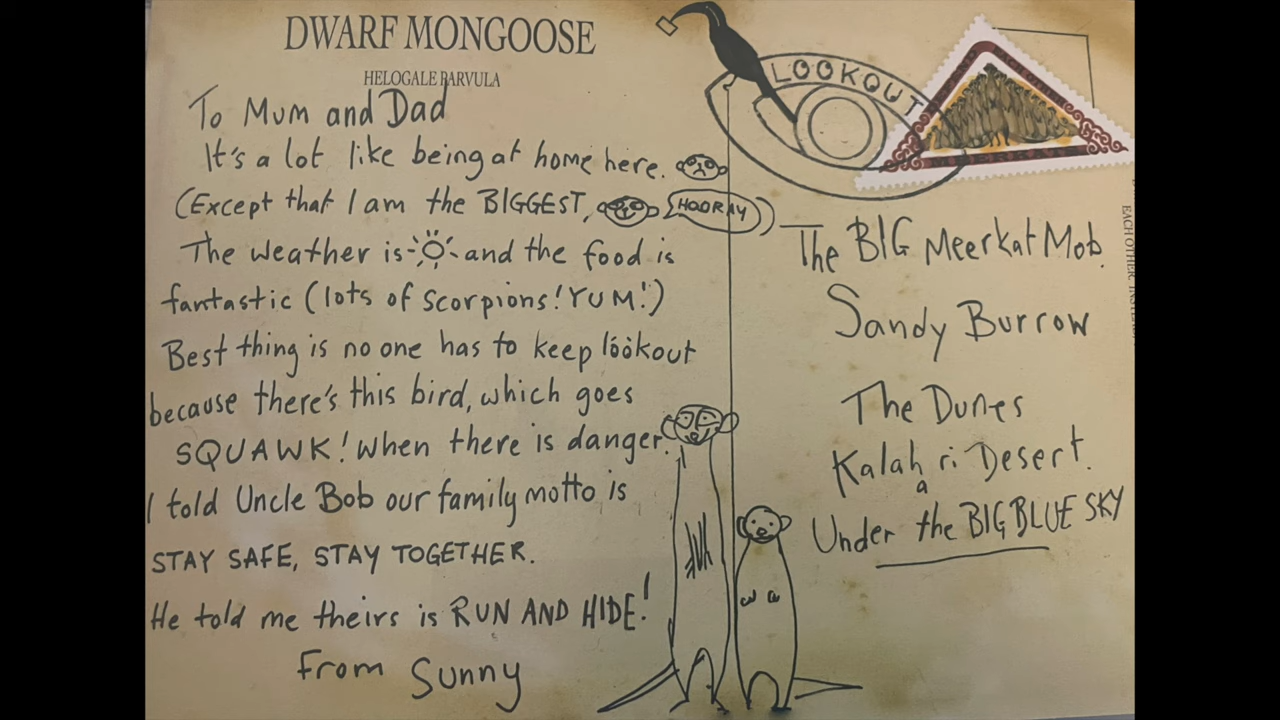 DWARF MONGOOSE
HELOGALE PARVULA
To Mum and Dad
It's a lot like being at home here.
(Except that I am the BIGGEST, HOORAY)
The weather is and the food is
fantastic (lots of scorpions! YUM!)
Best thing is no one has to keep lookout
because there's this bird, which goes
SQUAWK! when there is danger.
I told Uncle Bob our family motto is
STAY SAFE, STAY TOGETHER.
He told me theirs is RUN AND HIDE!
From Sunny
LOOKOUT
The BIG Meerkat Mob.
Sandy Burrow
The Dunes
Kalahari Desert.
Under the BIG BLUE SKY
EACH OTHER.